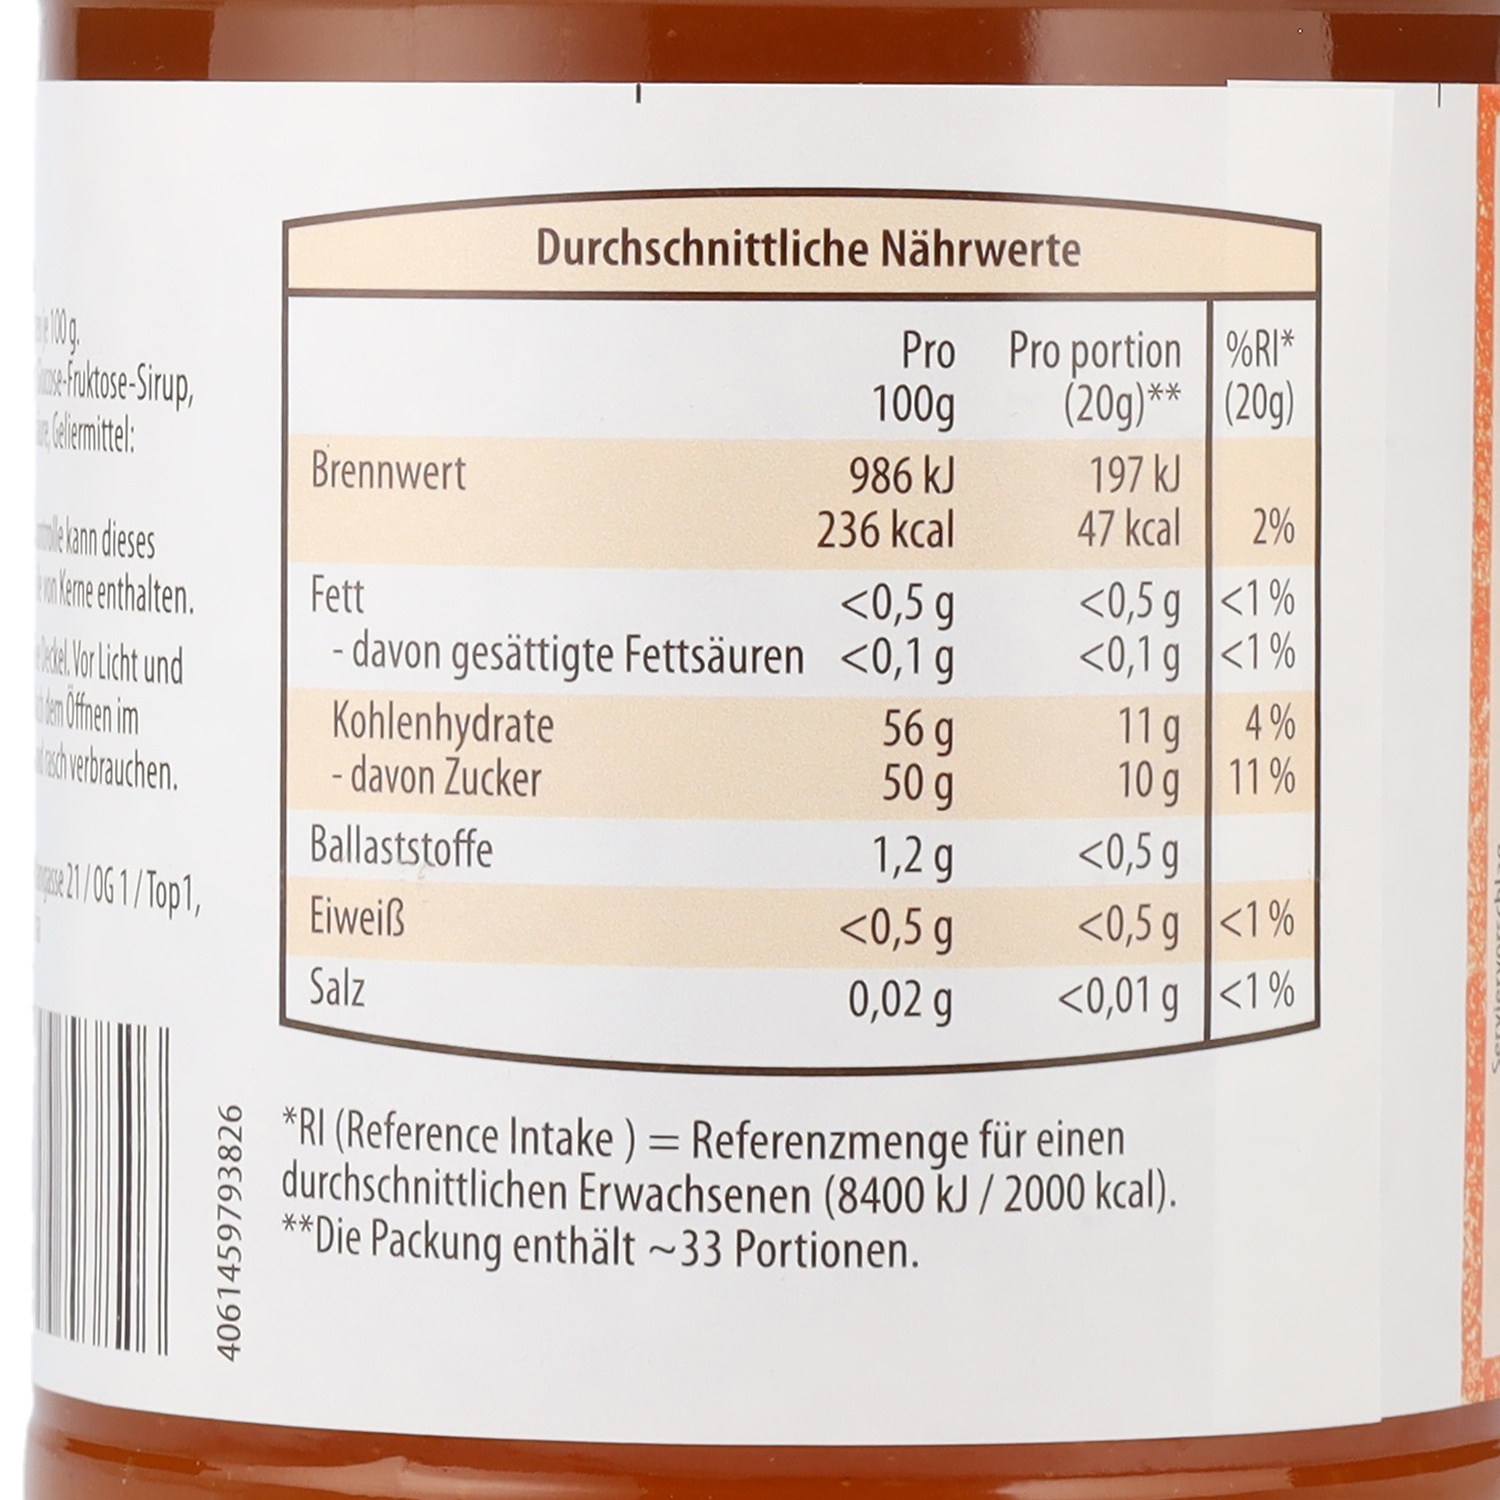 100 g.
-Fruktose-Sirup,
Geliermittel:
kann dieses
von Kerne enthalten.
Deckel. Vor Licht und
dem Öffnen im
rasch verbrauchen.
21 / OG 1 / Top1,
4061459793826
Durchschnittliche Nährwerte
Pro Pro portion %RI*
100g (20g)** (20g)
Brennwert 986 kJ 197 kJ
236 kcal 47 kcal 2%
Fett <0,5 g <0,5 g <1 %
- davon gesättigte Fettsäuren <0,1 g <0,1 g <1 %
Kohlenhydrate 56 g 11 g 4 %
- davon Zucker 50 g 10 g 11 %
Ballaststoffe 1,2 g <0,5 g
Eiweiß <0,5 g <0,5 g <1 %
Salz 0,02 g <0,01 g <1 %
*RI (Reference Intake ) = Referenzmenge für einen
durchschnittlichen Erwachsenen (8400 kJ / 2000 kcal).
**Die Packung enthält ~33 Portionen.